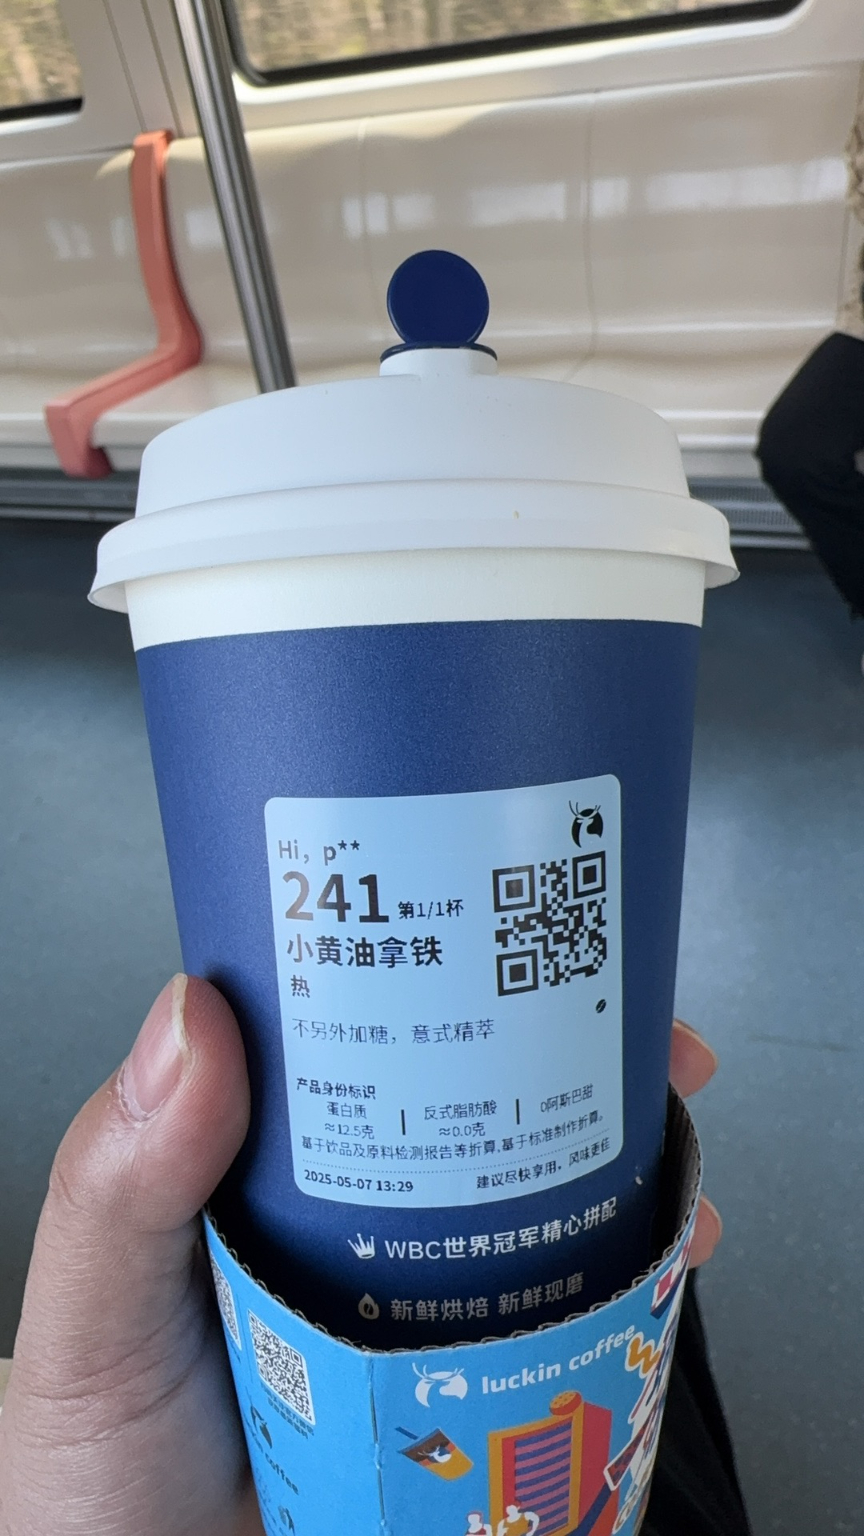 Hi, p**
241 第1/1杯
小黄油拿铁
热
不另外加糖，意式精萃
产品身份标识
蛋白质 | 反式脂肪酸 | 0阿斯巴甜
≈12.5克 ≈0.0克
基于饮品及原料检测报告等折算,基于标准制作折算。
2025-05-07 13:29 建议尽快享用，风味更佳
WBC世界冠军精心拼配
新鲜烘焙 新鲜现磨
luckin coffee